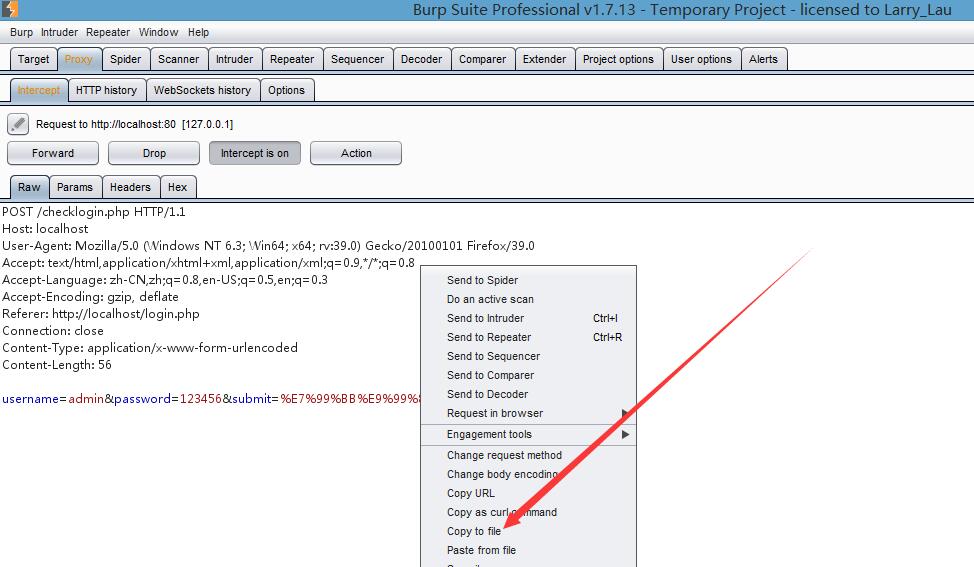 Burp Suite Professional v1.7.13 - Temporary Project - licensed to Larry_Lau
Burp Intruder Repeater Window Help
Target Proxy Spider Scanner Intruder Repeater Sequencer Decoder Comparer Extender Project options User options Alerts
Intercept HTTP history WebSockets history Options
Request to http://localhost:80 [127.0.0.1]
Forward Drop Intercept is on Action
Raw Params Headers Hex
POST /checklogin.php HTTP/1.1
Host: localhost
User-Agent: Mozilla/5.0 (Windows NT 6.3; Win64; x64; rv:39.0) Gecko/20100101 Firefox/39.0
Accept: text/html,application/xhtml+xml,application/xml;q=0.9,*/*;q=0.8
Accept-Language: zh-CN,zh;q=0.8,en-US;q=0.5,en;q=0.3
Accept-Encoding: gzip, deflate
Referer: http://localhost/login.php
Connection: close
Content-Type: application/x-www-form-urlencoded
Content-Length: 56
username=admin&password=123456&submit=%E7%99%BB%E9%99%
Send to Spider
Do an active scan
Send to Intruder Ctrl+I
Send to Repeater Ctrl+R
Send to Sequencer
Send to Comparer
Send to Decoder
Request in browser
Engagement tools
Change request method
Change body encoding
Copy URL
Copy as curl command
Copy to file
Paste from file